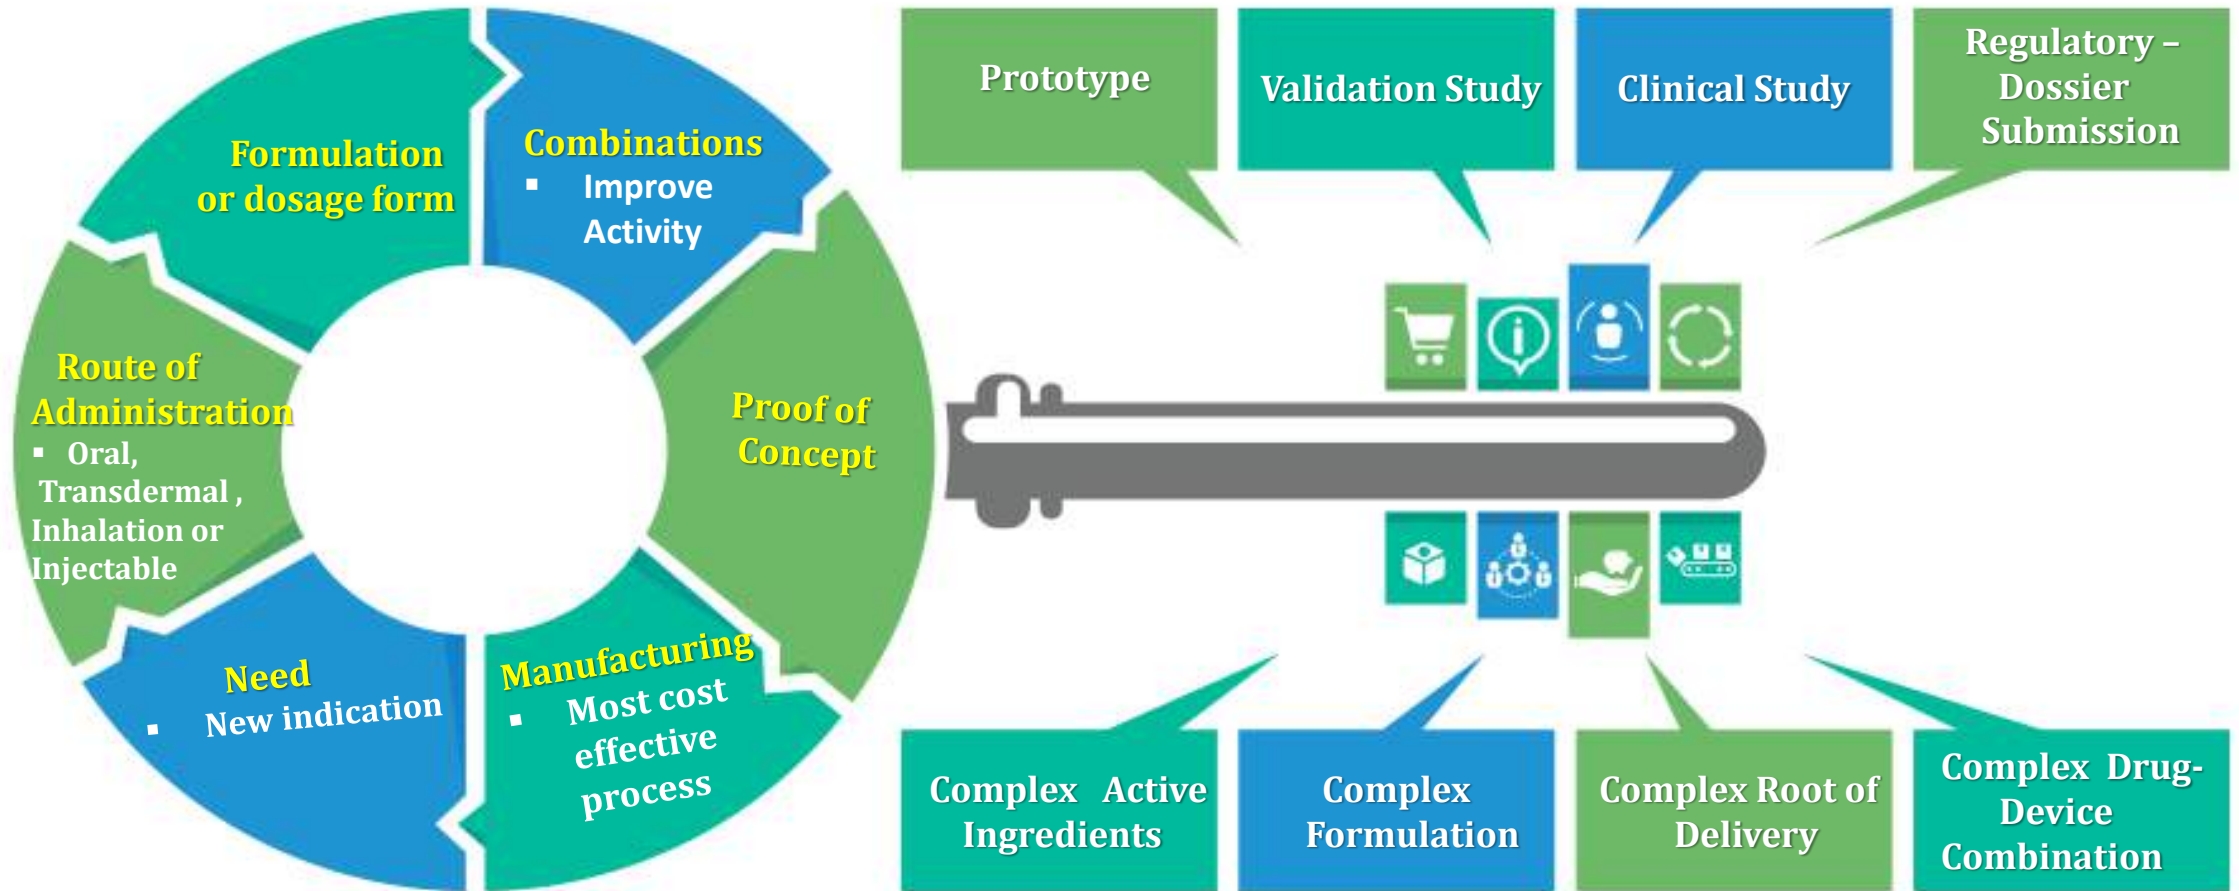 Formulation
or dosage form
Combinations
▪ Improve
Activity
Proof of
Concept
Manufacturing
▪ Most cost
effective
process
Need
▪ New indication
Route of
Administration
▪ Oral,
Transdermal ,
Inhalation or
Injectable
Prototype
Validation Study
Clinical Study
Regulatory –
Dossier
Submission
Complex Active
Ingredients
Complex
Formulation
Complex Root of
Delivery
Complex Drug-
Device
Combination